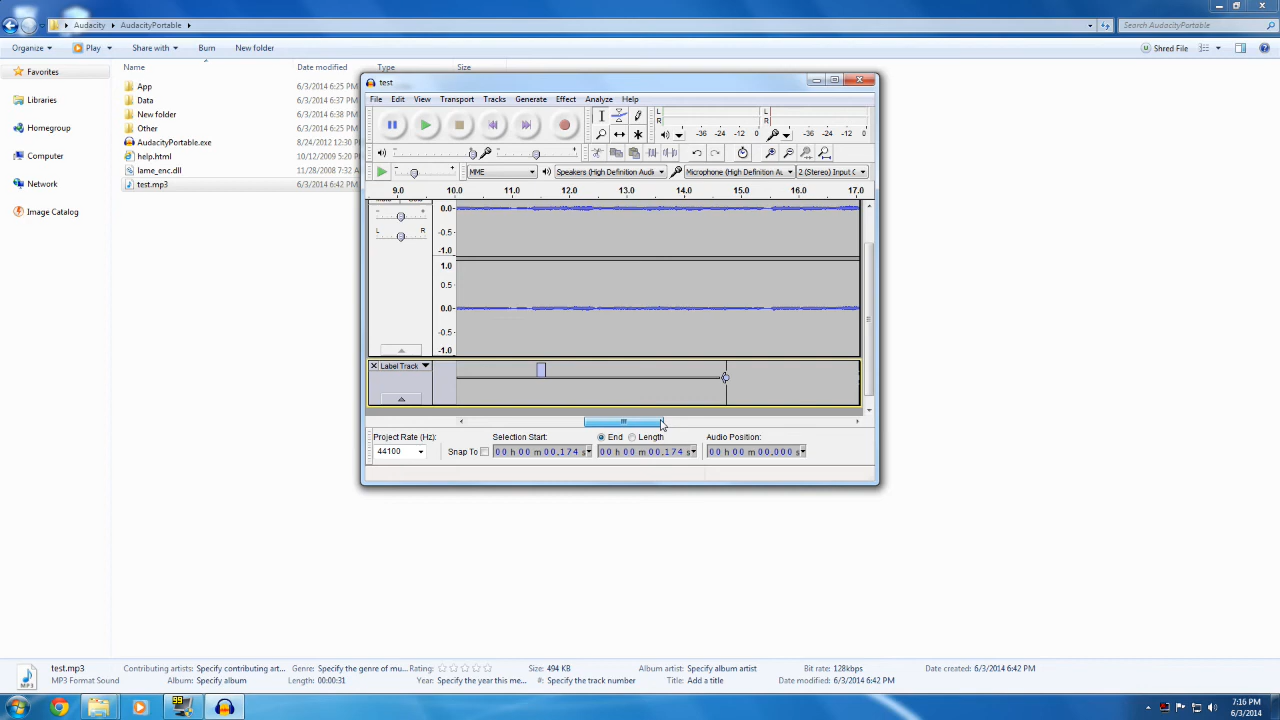 Audacity ▸ AudacityPortable ▸
Search AudacityPortable
Organize Play Share with Burn New folder
Shred File
Name Date modified Type Size
Favorites
Libraries
Homegroup
Computer
Network
Image Catalog
App 6/3/2014 6:25 PM
Data 6/3/2014 6:37 PM
New folder 6/3/2014 6:38 PM
Other 6/3/2014 6:25 PM
AudacityPortable.exe 8/24/2012 12:30 P
help.html 10/12/2009 5:20 P
lame_enc.dll 11/28/2008 7:32 A
test.mp3 6/3/2014 6:42 PM
test
File Edit View Transport Tracks Generate Effect Analyze Help
L R -36 -24 -12 0
L R -36 -24 -12 0
MME Speakers (High Definition Audi Microphone (High Definition Au 2 (Stereo) Input C
9.0 10.0 11.0 12.0 13.0 14.0 15.0 16.0 17.0
- +
L R
0.0
-0.5
-1.0
1.0
0.5
0.0
-0.5
-1.0
Label Track
Project Rate (Hz): Selection Start: End Length Audio Position:
44100 Snap To 00 h 00 m 00.174 s 00 h 00 m 00.174 s 00 h 00 m 00.000 s
test.mp3 Contributing artists: Specify contributing art... Genre: Specify the genre of mu... Rating: Size: 494 KB Album artist: Specify album artist Bit rate: 128kbps Date created: 6/3/2014 6:42 PM
MP3 Format Sound Album: Specify album Length: 00:00:31 Year: Specify the year this me... #: Specify the track number Title: Add a title Date modified: 6/3/2014 6:42 PM
99
7:16 PM
6/3/2014